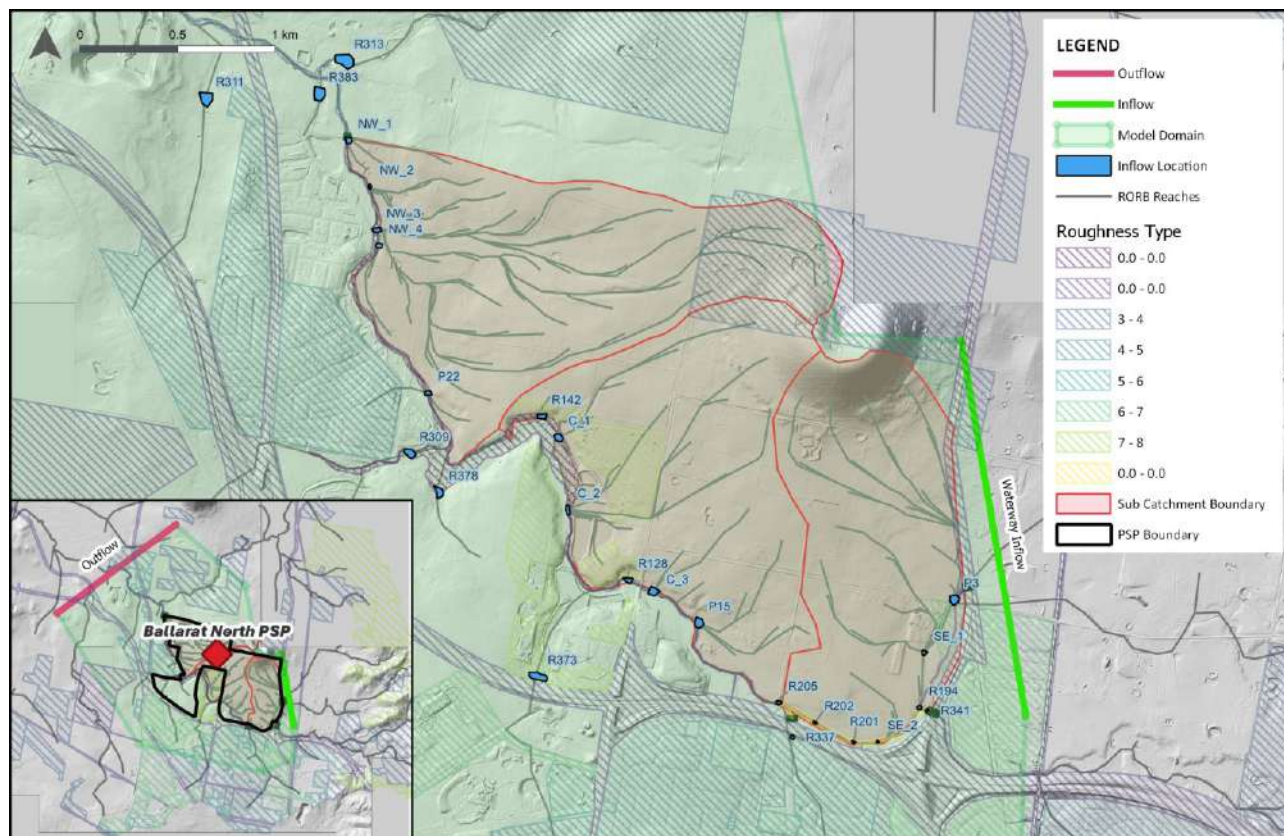 0
0.5
1 km
R313
R311
R383
NW_1
NW_2
NW_3
NW_4
P22
R309
R378
R142
C_1
C_2
R128
C_3
P15
R373
R205
R202
R201
R337
SE_2
R194
R341
SE_1
P3
Waterway Inflow
LEGEND
Outflow
Inflow
Model Domain
Inflow Location
RORB Reaches
Roughness Type
0.0 - 0.0
0.0 - 0.0
3 - 4
4 - 5
5 - 6
6 - 7
7 - 8
0.0 - 0.0
Sub Catchment Boundary
PSP Boundary
Outflow
Ballarat North PSP